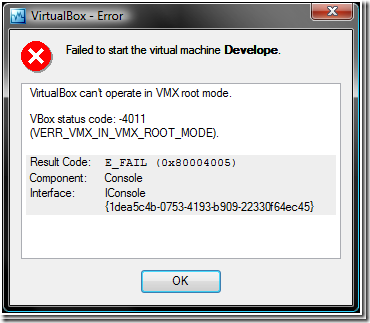 VirtualBox - Error
Failed to start the virtual machine Develope.
VirtualBox can't operate in VMX root mode.
VBox status code: -4011
(VERR_VMX_IN_VMX_ROOT_MODE).
Result Code: E_FAIL (0x80004005)
Component: Console
Interface: IConsole
{1dea5c4b-0753-4193-b909-22330f64ec45}
OK